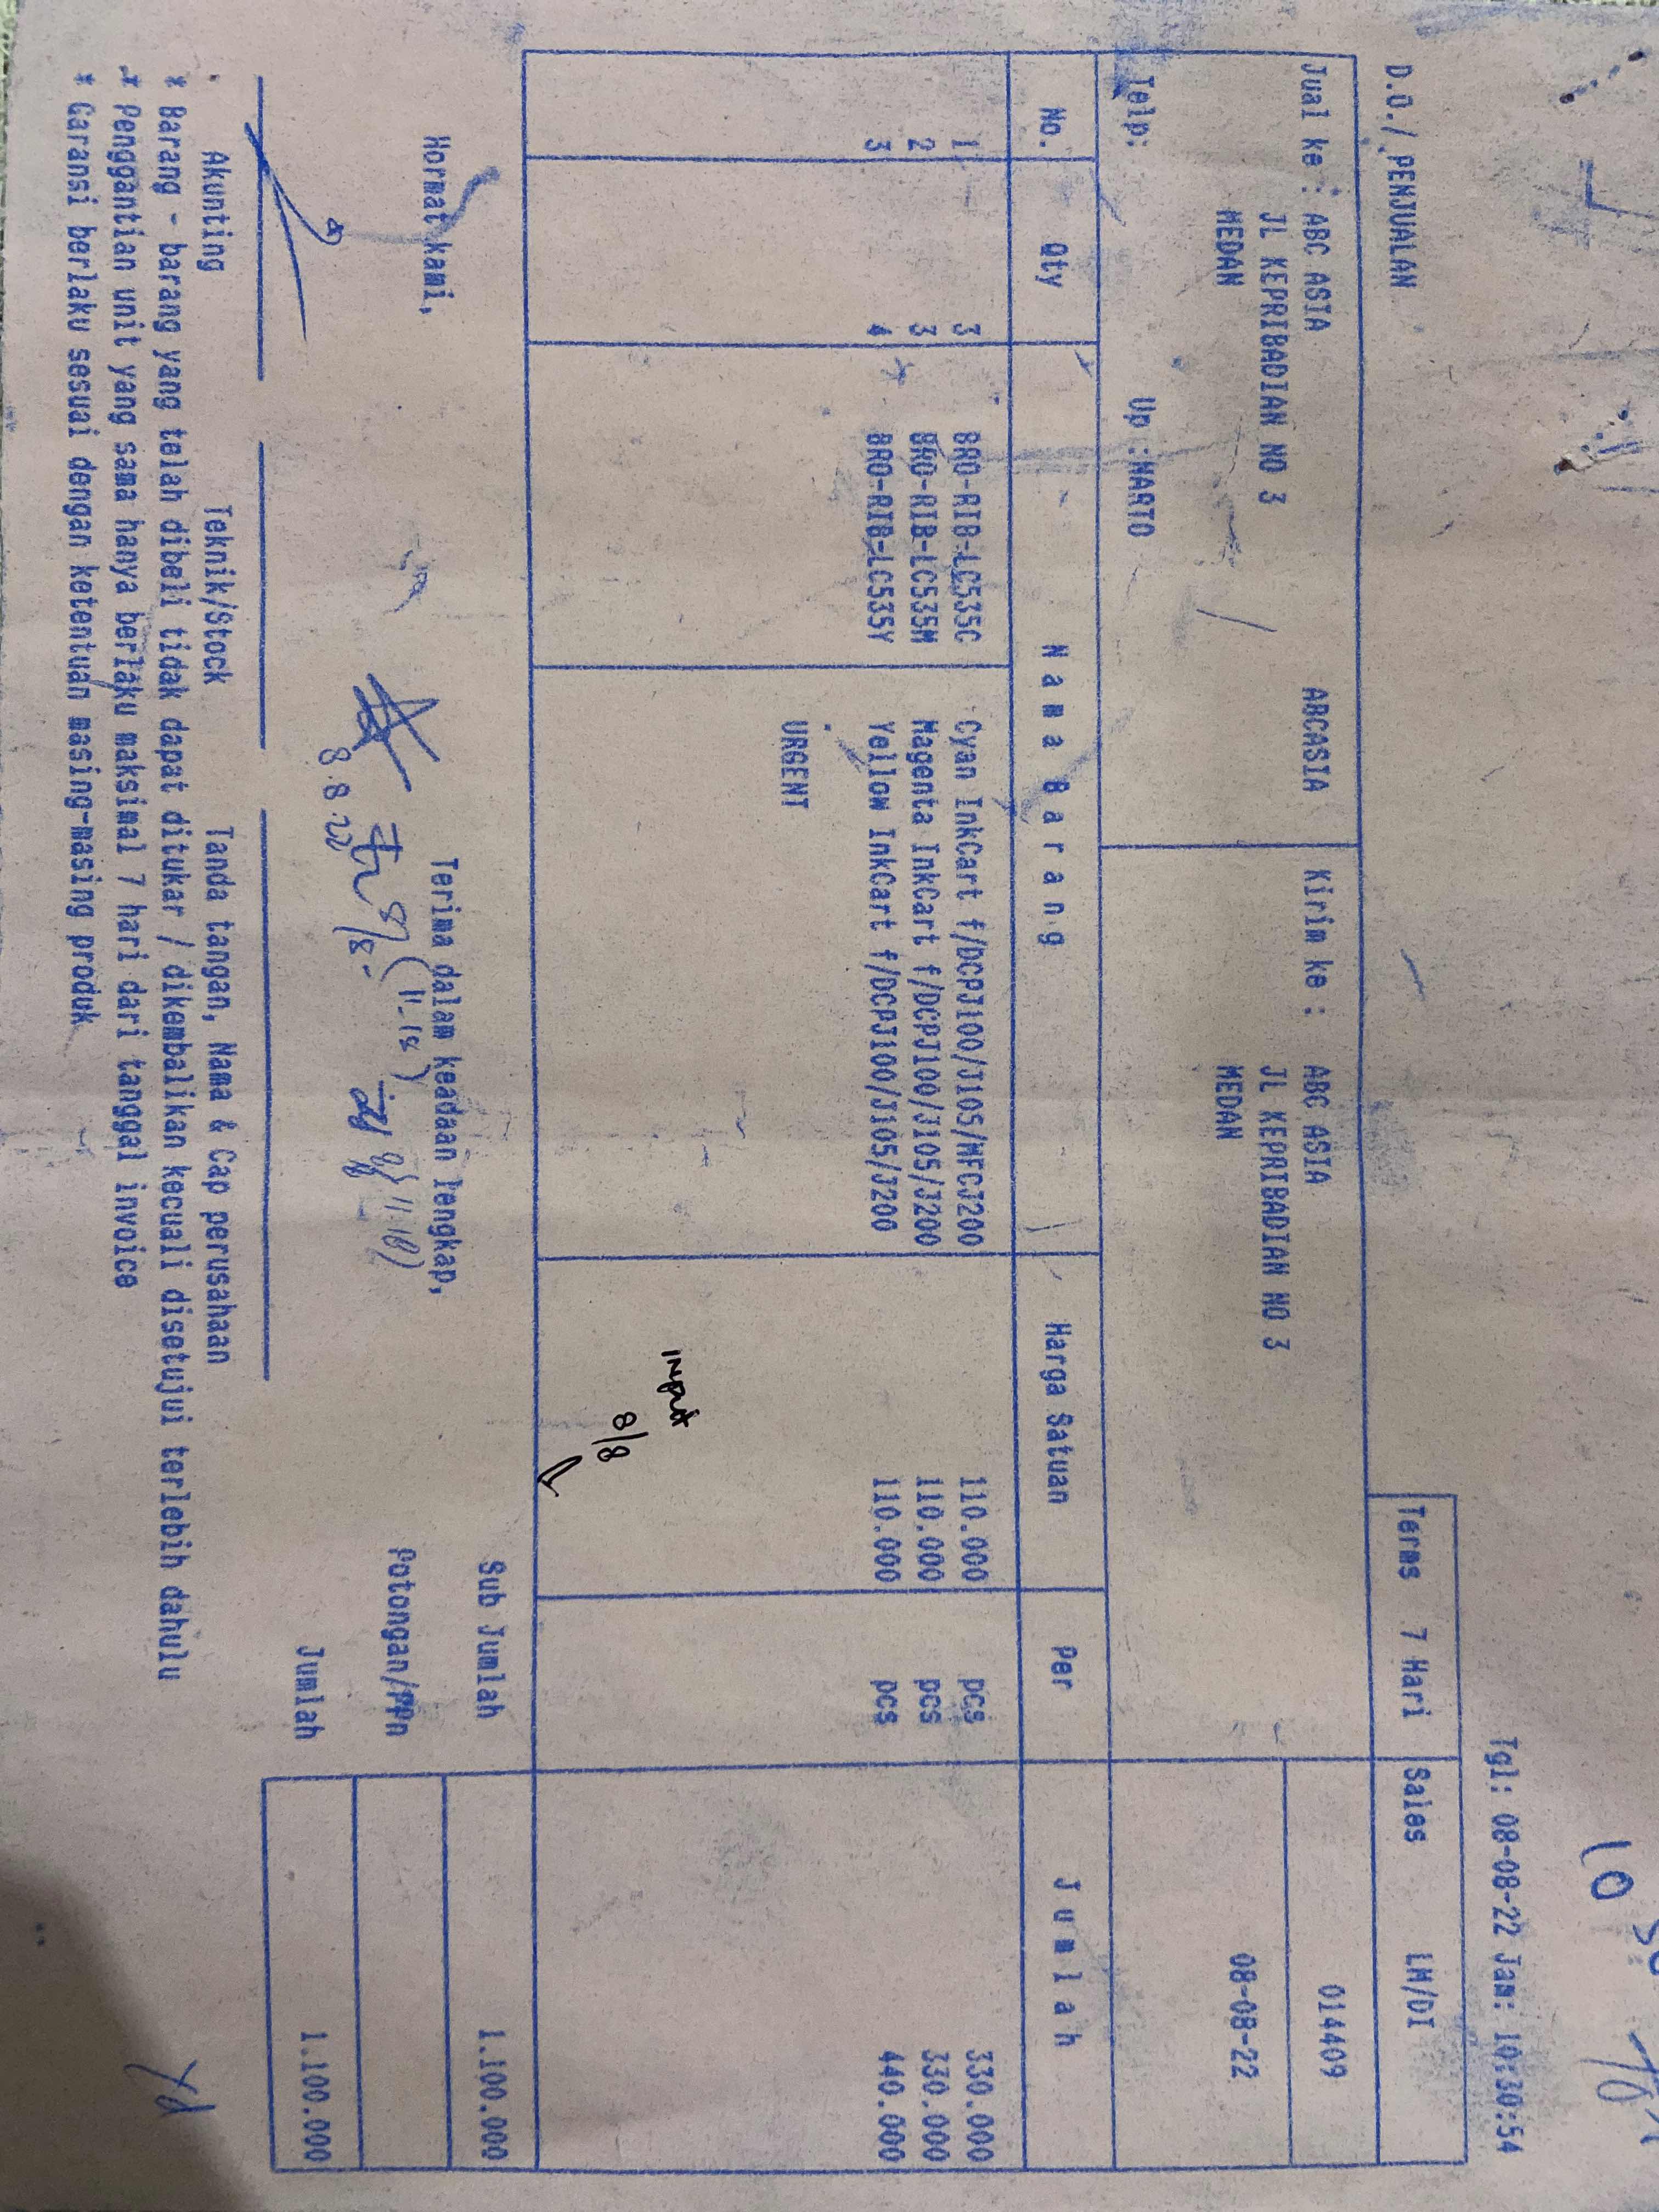 Tgl: 08-08-22 Jam: 10:30:54
D.O./ PENJUALAN
Terms 7 Hari Sales LM/DI
Jual ke : ABC ASIA ABCASIA Kirim ke : ABC ASIA 014409
JL KEPRIBADIAN NO 3 JL KEPRIBADIAN NO 3
MEDAN MEDAN 08-08-22
Telp: Up :NARTO
No. Qty Nama Barang Harga Satuan Per Jumlah
1 3 BRO-RIB-LC535C Cyan InkCart f/DCPJ100/J105/MFCJ200 110.000 pcs 330.000
2 3 BRO-RIB-LC535M Magenta InkCart f/DCPJ100/J105/J200 110.000 pcs 330.000
3 4 BRO-RIB-LC535Y Yellow InkCart f/DCPJ100/J105/J200 110.000 pcs 440.000
URGENT
8/8
Sub Jumlah 1.100.000
Hormat kami, Terima dalam keadaan lengkap,
Potongan/PPn
8.8.22
Jumlah 1.100.000
Akunting Teknik/Stock Tanda tangan, Nama & Cap perusahaan
* Barang - barang yang telah dibeli tidak dapat ditukar / dikembalikan kecuali disetujui terlebih dahulu
* Penggantian unit yang sama hanya berlaku maksimal 7 hari dari tanggal invoice
* Garansi berlaku sesuai dengan ketentuan masing-masing produk